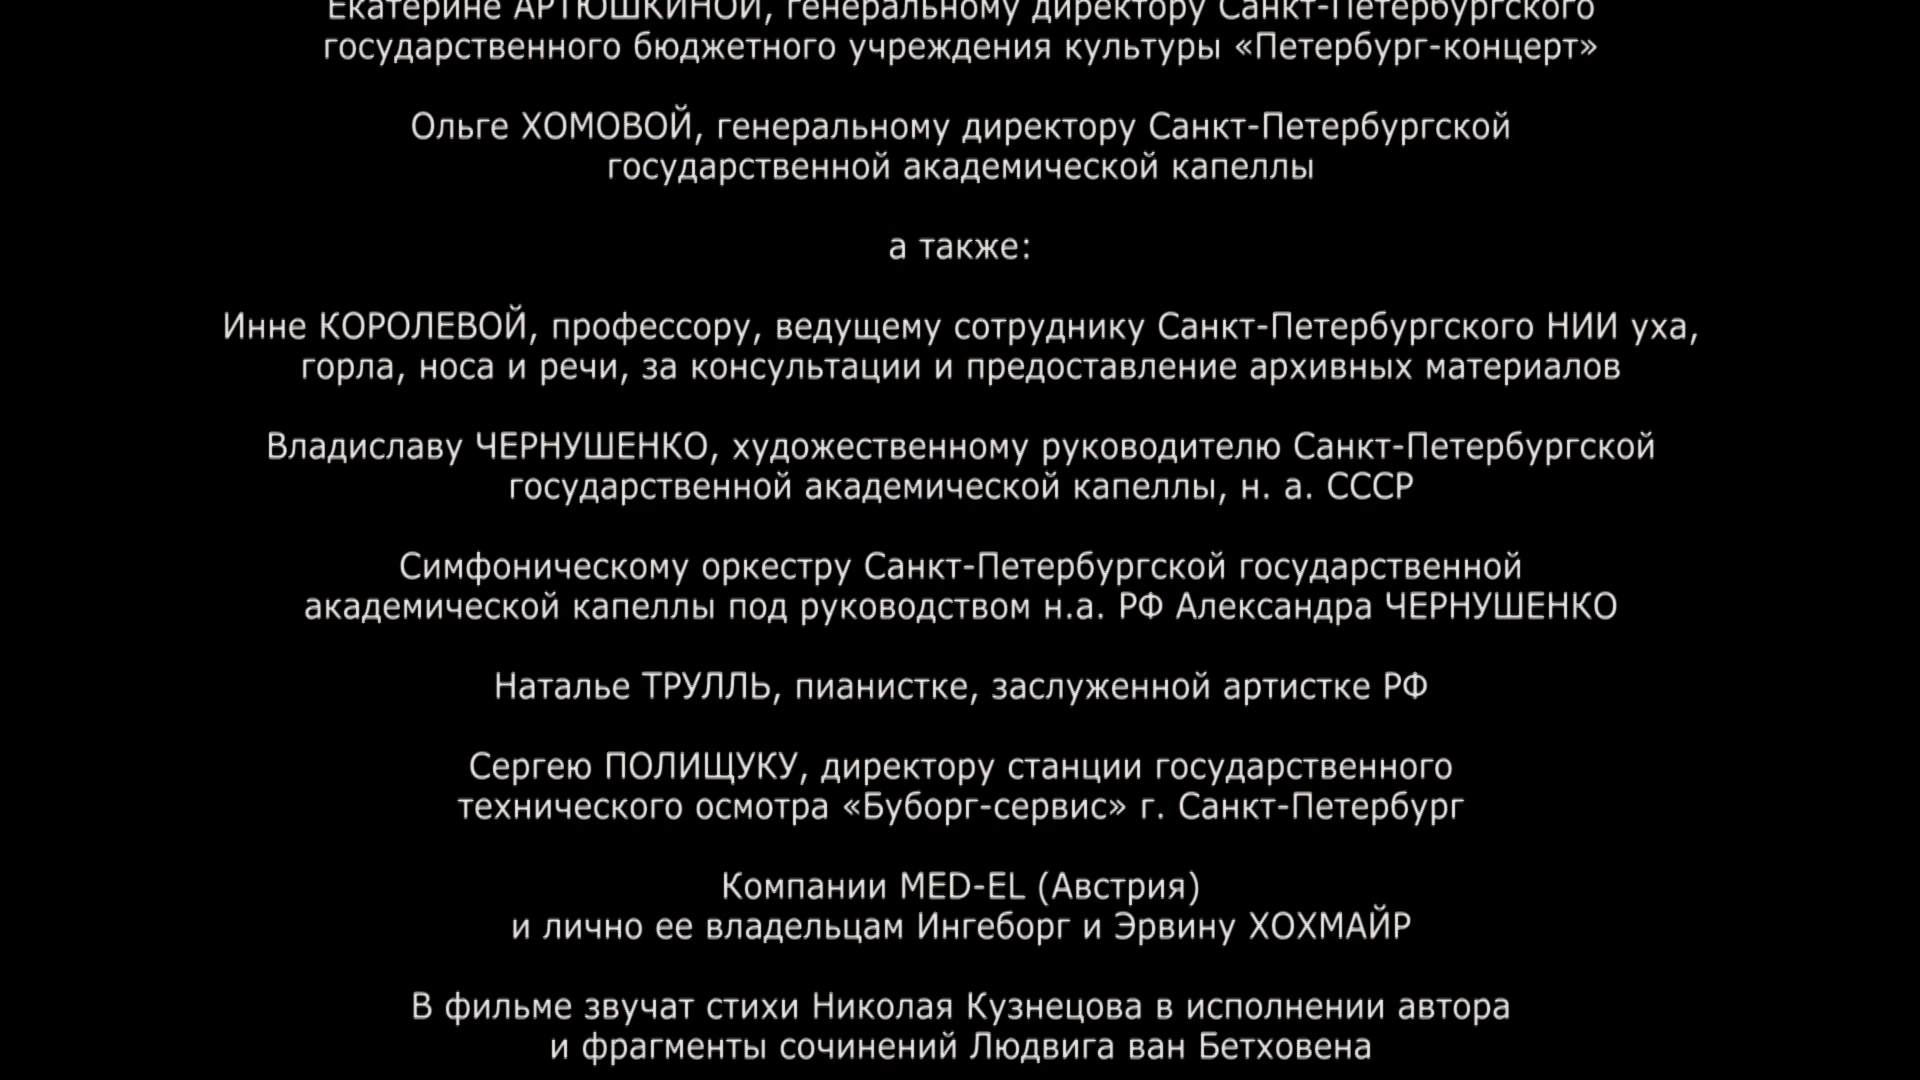 Екатерине АРТЮШКИНОЙ, генеральному директору Санкт-Петербургского
государственного бюджетного учреждения культуры «Петербург-концерт»
Ольге ХОМОВОЙ, генеральному директору Санкт-Петербургской
государственной академической капеллы
а также:
Инне КОРОЛЕВОЙ, профессору, ведущему сотруднику Санкт-Петербургского НИИ уха,
горла, носа и речи, за консультации и предоставление архивных материалов
Владиславу ЧЕРНУШЕНКО, художественному руководителю Санкт-Петербургской
государственной академической капеллы, н. а. СССР
Симфоническому оркестру Санкт-Петербургской государственной
академической капеллы под руководством н.а. РФ Александра ЧЕРНУШЕНКО
Наталье ТРУЛЛЬ, пианистке, заслуженной артистке РФ
Сергею ПОЛИЩУКУ, директору станции государственного
технического осмотра «Буборг-сервис» г. Санкт-Петербург
Компании MED-EL (Австрия)
и лично ее владельцам Ингеборг и Эрвину ХОХМАЙР
В фильме звучат стихи Николая Кузнецова в исполнении автора
и фрагменты сочинений Людвига ван Бетховена